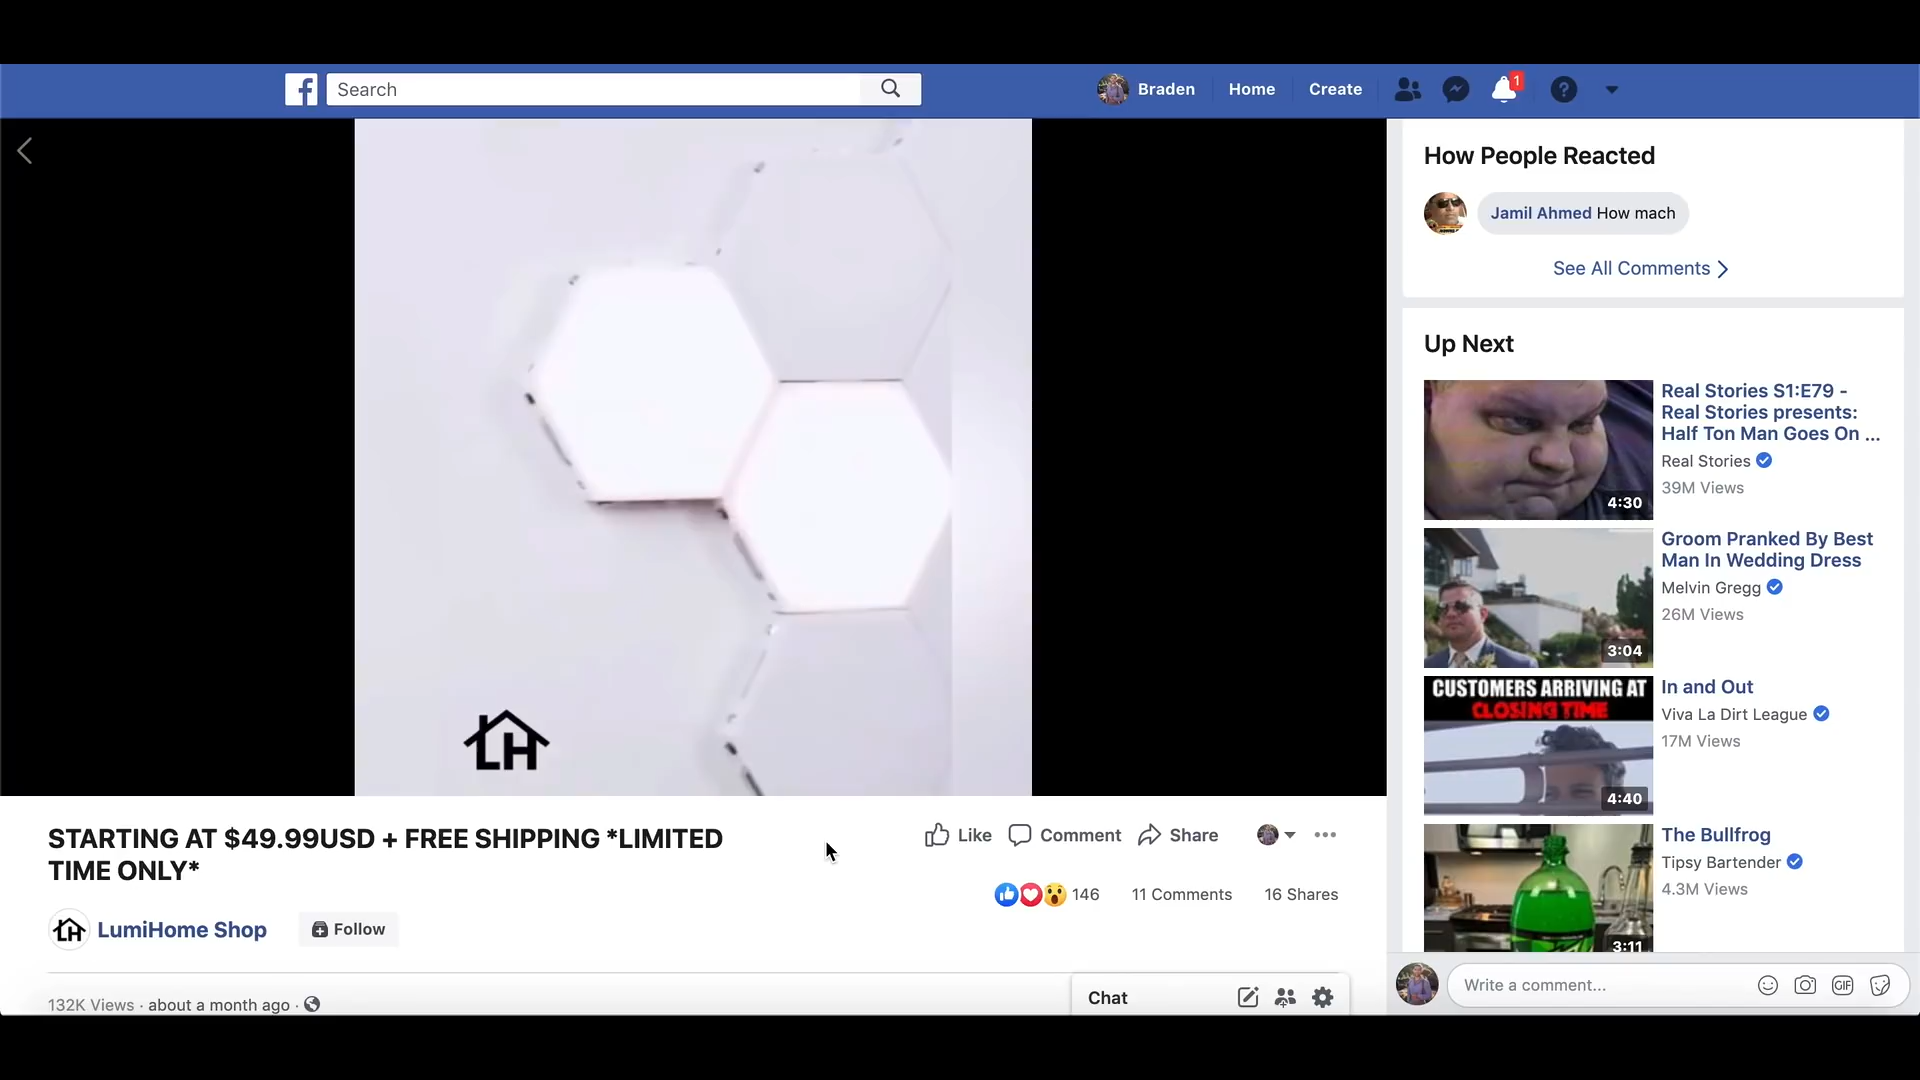 Search
Braden
Home
Create
1
LH
STARTING AT $49.99USD + FREE SHIPPING *LIMITED
TIME ONLY*
Like
Comment
Share
146
11 Comments
16 Shares
LH
LumiHome Shop
Follow
132K Views · about a month ago ·
Chat
How People Reacted
Jamil Ahmed How mach
See All Comments
Up Next
4:30
Real Stories S1:E79 -
Real Stories presents:
Half Ton Man Goes On ...
Real Stories
39M Views
3:04
Groom Pranked By Best
Man In Wedding Dress
Melvin Gregg
26M Views
CUSTOMERS ARRIVING AT
CLOSING TIME
4:40
In and Out
Viva La Dirt League
17M Views
3:11
The Bullfrog
Tipsy Bartender
4.3M Views
Write a comment...
GIF